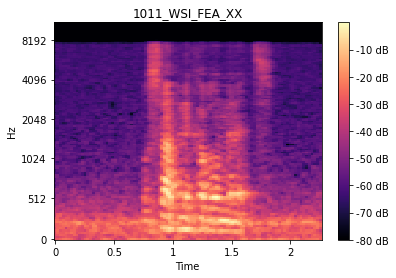 1011_WSI_FEA_XX
8192
4096
2048
1024
512
0
Hz
0
0.5
1
1.5
2
Time
-10 dB
-20 dB
-30 dB
-40 dB
-50 dB
-60 dB
-70 dB
-80 dB